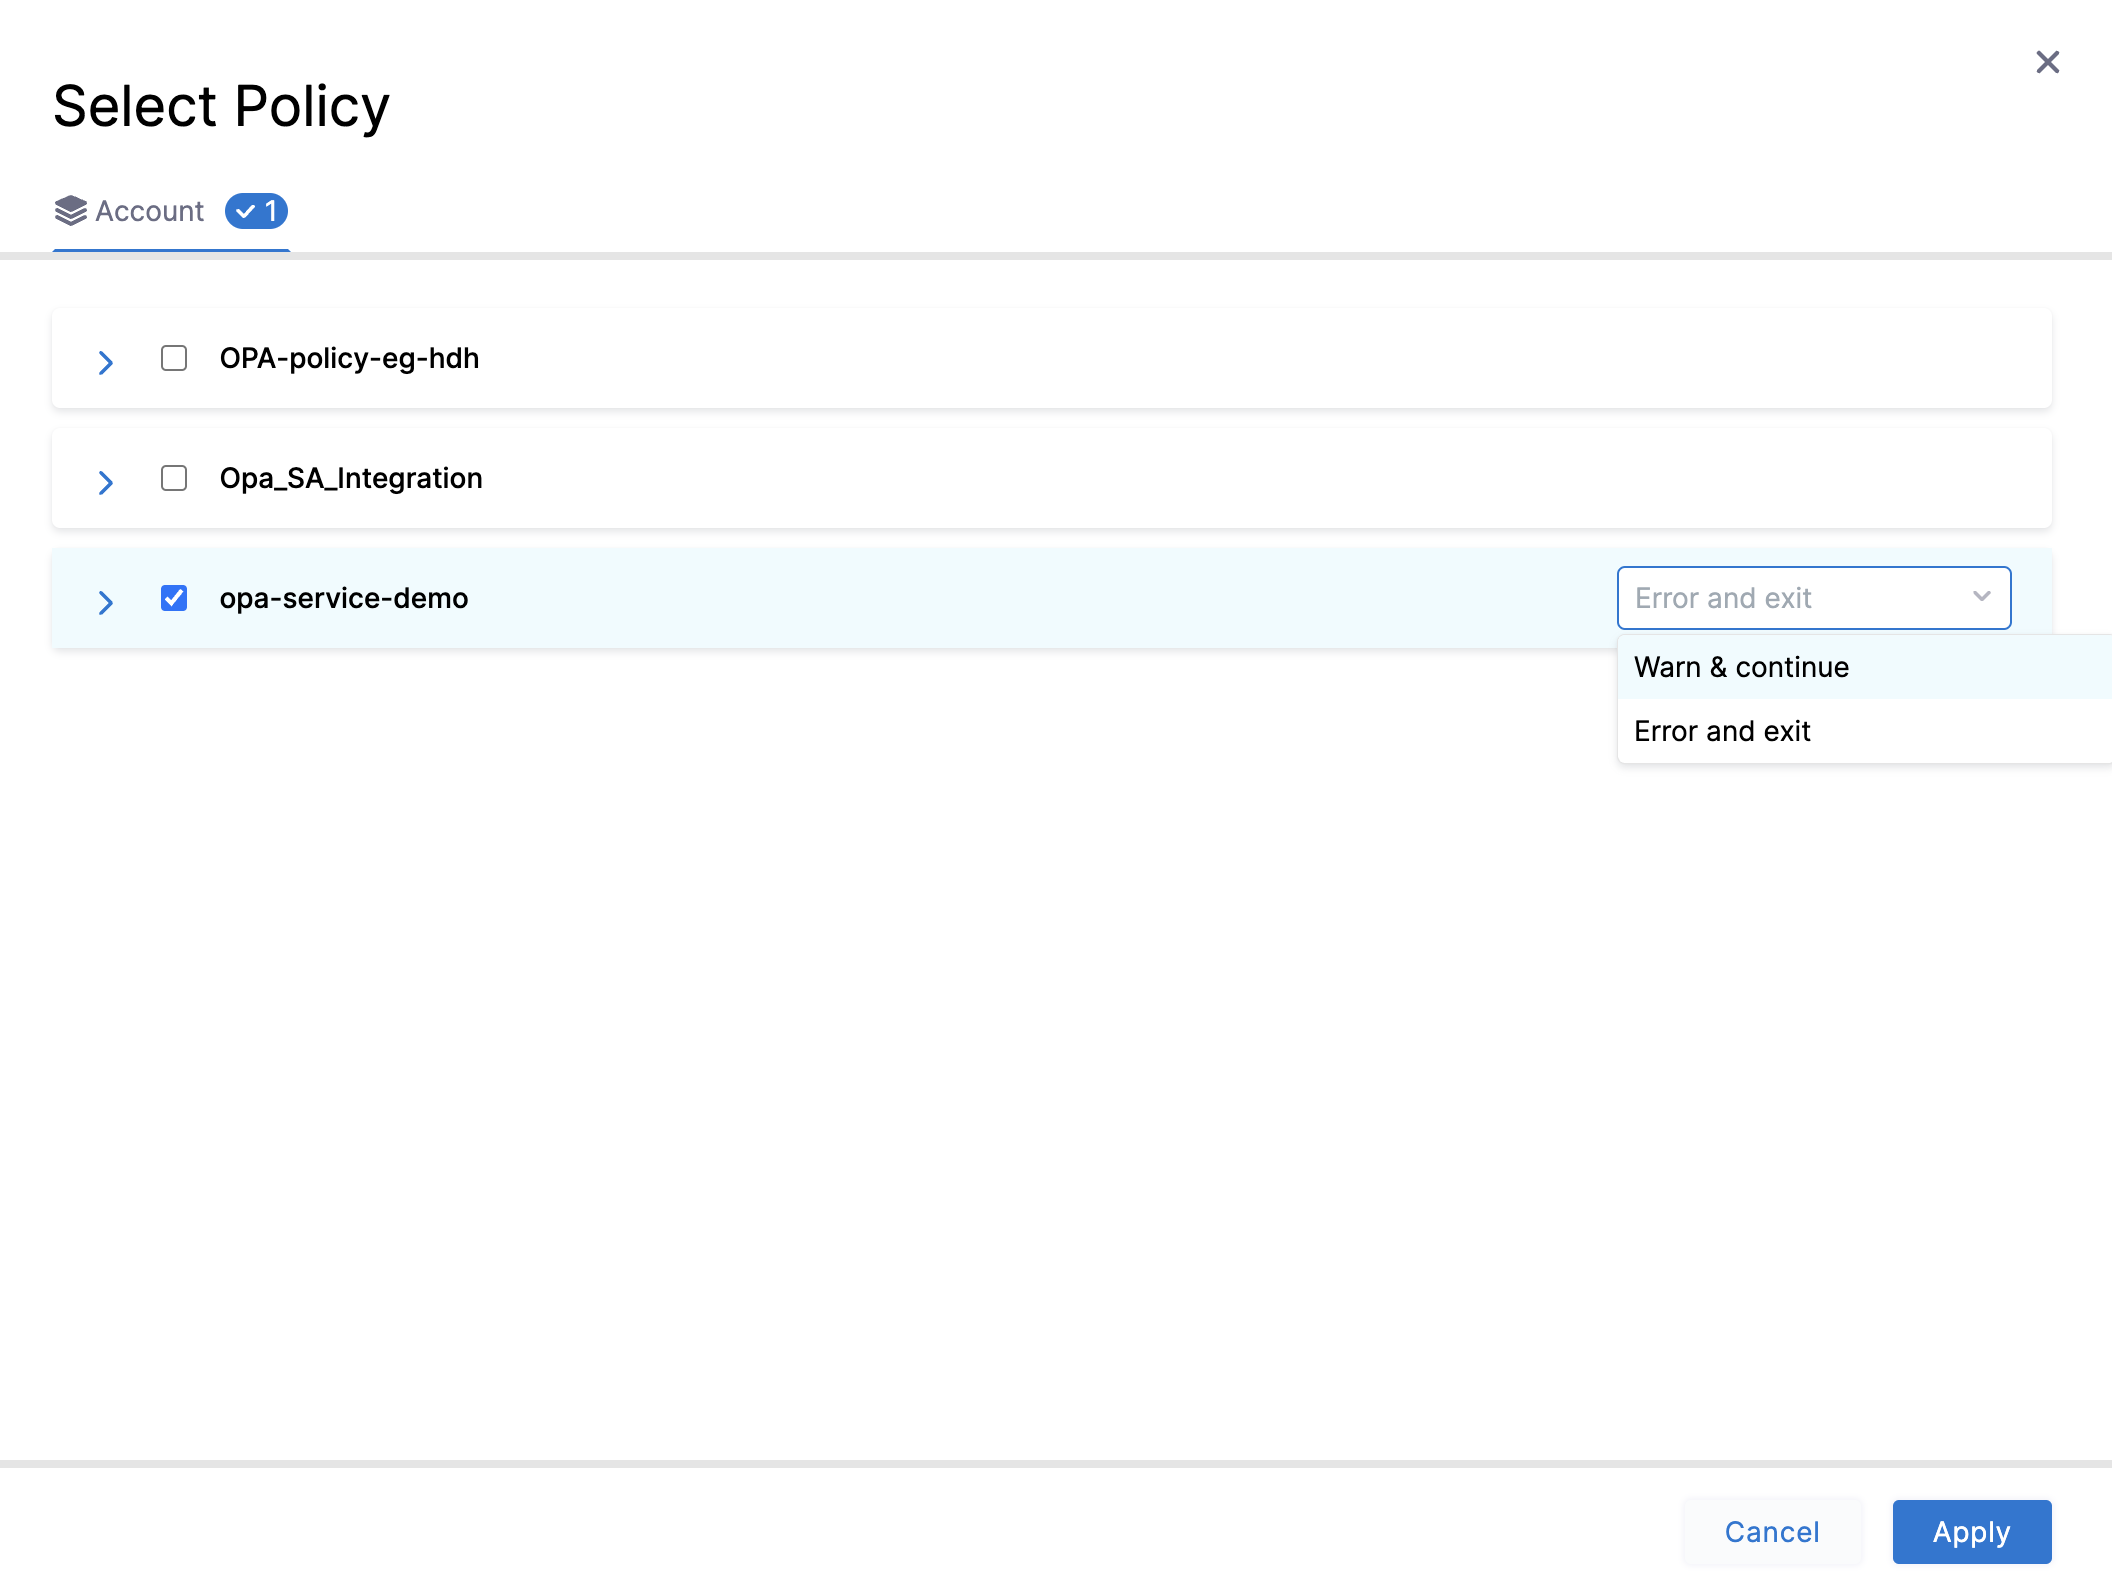 Select Policy
Account 1
OPA-policy-eg-hdh
Opa_SA_Integration
opa-service-demo
Error and exit
Warn & continue
Error and exit
Cancel
Apply